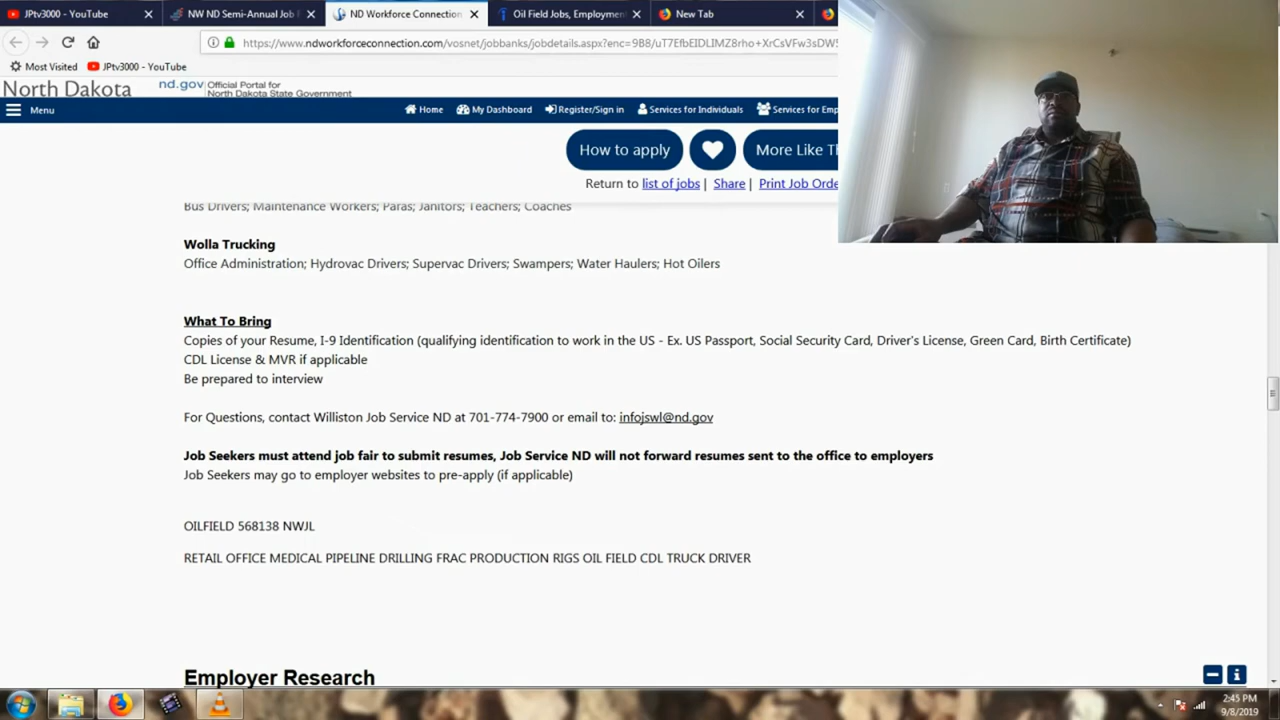 JPtv3000 - YouTube
NW ND Semi-Annual Job F
ND Workforce Connection
Oil Field Jobs, Employmen
New Tab
https://www.ndworkforceconnection.com/vosnet/jobbanks/jobdetails.aspx?enc=9B8/uT7EfbEIDLIMZ8rho+XrCsVFw3sDW5
Most Visited
JPtv3000 - YouTube
North Dakota
nd.gov
Official Portal for
North Dakota State Government
Menu
Home
My Dashboard
Register/Sign in
Services for Individuals
Services for Emp
How to apply
More Like Th
Return to list of jobs | Share | Print Job Orde
Bus Drivers; Maintenance Workers; Paras; Janitors; Teachers; Coaches
Wolla Trucking
Office Administration; Hydrovac Drivers; Supervac Drivers; Swampers; Water Haulers; Hot Oilers
What To Bring
Copies of your Resume, I-9 Identification (qualifying identification to work in the US - Ex. US Passport, Social Security Card, Driver's License, Green Card, Birth Certificate)
CDL License & MVR if applicable
Be prepared to interview
For Questions, contact Williston Job Service ND at 701-774-7900 or email to: infojswl@nd.gov
Job Seekers must attend job fair to submit resumes, Job Service ND will not forward resumes sent to the office to employers
Job Seekers may go to employer websites to pre-apply (if applicable)
OILFIELD 568138 NWJL
RETAIL OFFICE MEDICAL PIPELINE DRILLING FRAC PRODUCTION RIGS OIL FIELD CDL TRUCK DRIVER
Employer Research
2:45 PM
9/8/2019